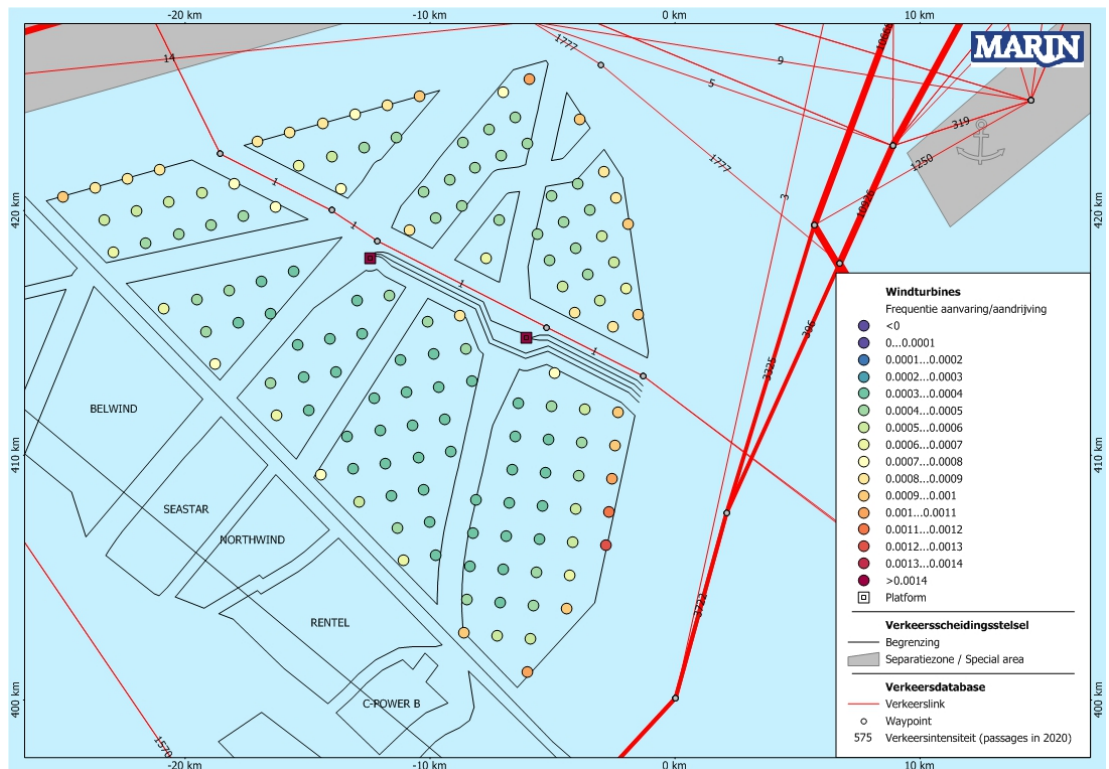 -20 km
-10 km
0 km
10 km
MARIN
14
1777
5
9
10661
319
1250
1777
3
10026
1
1
1
1
420 km
420 km
3325
396
BELWIND
410 km
410 km
SEASTAR
NORTHWIND
RENTEL
3722
C-POWER B
400 km
400 km
1570
-20 km
-10 km
0 km
10 km
Windturbines
Frequentie aanvaring/aandrijving
<0
0...0.0001
0.0001...0.0002
0.0002...0.0003
0.0003...0.0004
0.0004...0.0005
0.0005...0.0006
0.0006...0.0007
0.0007...0.0008
0.0008...0.0009
0.0009...0.001
0.001...0.0011
0.0011...0.0012
0.0012...0.0013
0.0013...0.0014
>0.0014
Platform
Verkeersscheidingsstelsel
Begrenzing
Separatiezone / Special area
Verkeersdatabase
Verkeerslink
Waypoint
575 Verkeersintensiteit (passages in 2020)